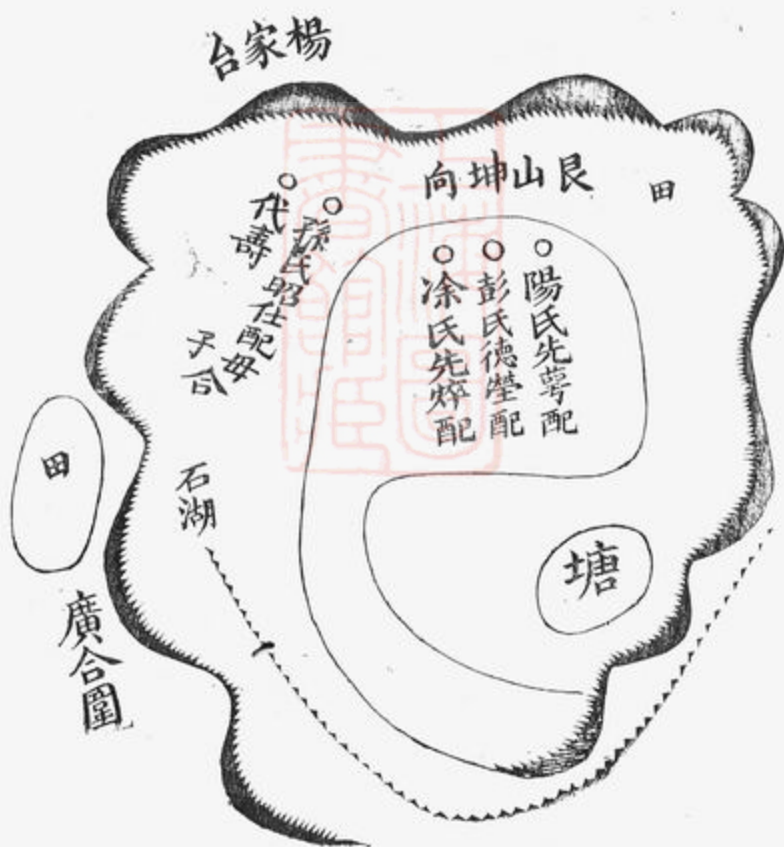 楊家台
艮山坤向
田
陽氏先萼配
彭氏德瑩配
凃氏先焠配
孫氏昭仕配母
子合
代壽
田
石湖
塘
廣合圍